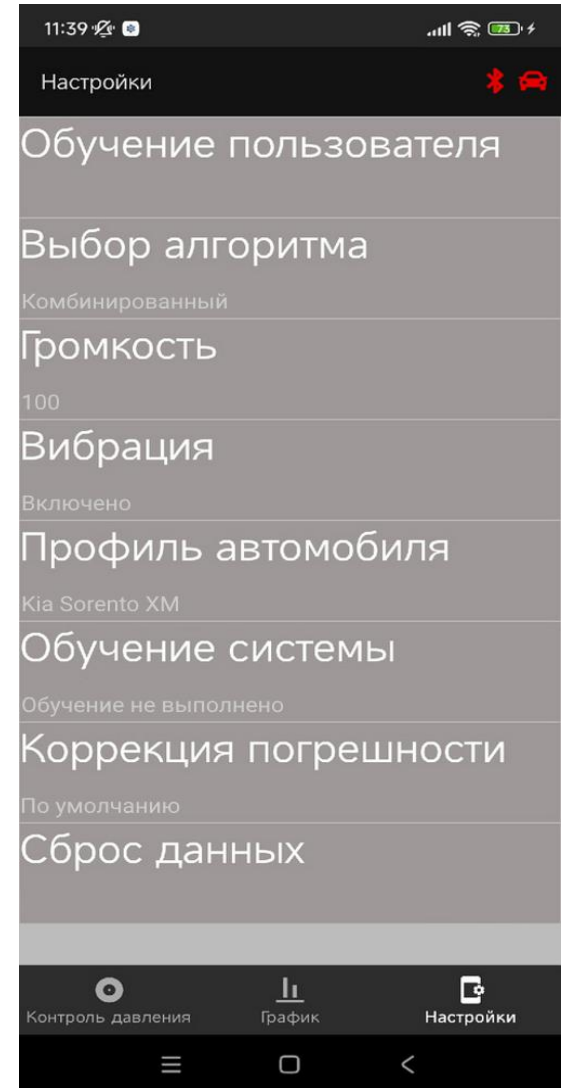 11:39
73
Настройки
Обучение пользователя
Выбор алгоритма
Комбинированный
Громкость
100
Вибрация
Включено
Профиль автомобиля
Kia Sorento XM
Обучение системы
Обучение не выполнено
Коррекция погрешности
По умолчанию
Сброс данных
Контроль давления
График
Настройки